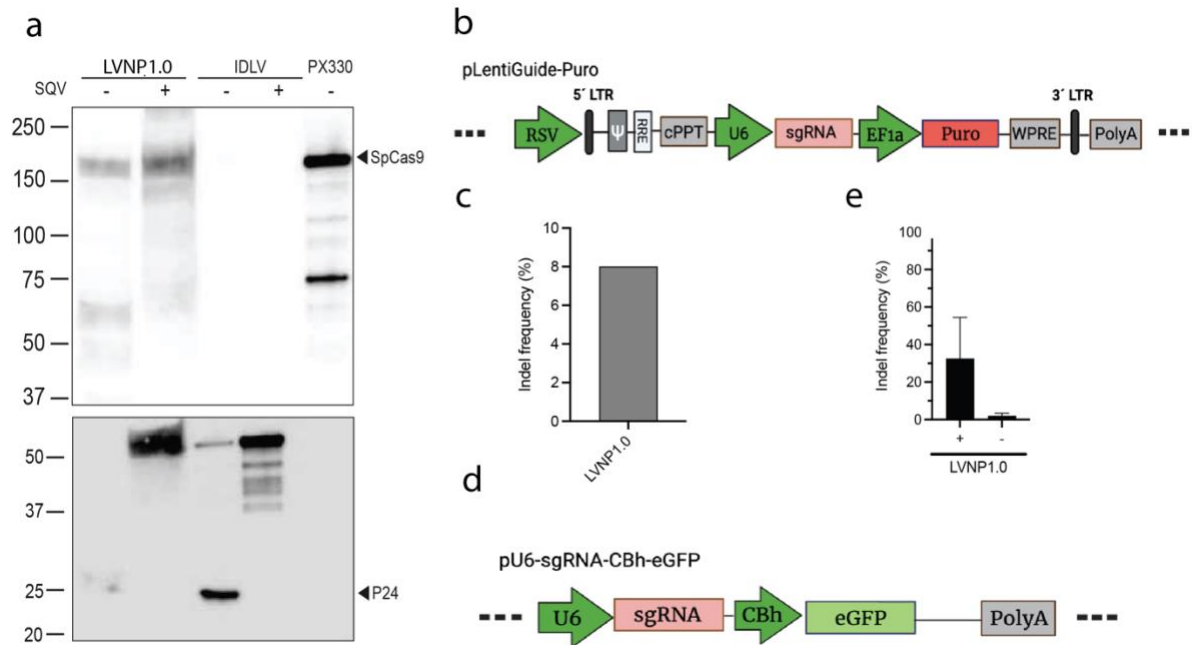 a
LVNP1.0 IDLV PX330
SQV - + - + -
250
150
100
75
50
37
SpCas9
50
37
25
20
P24
b
pLentiGuide-Puro
5´ LTR 3´ LTR
RSV Ψ RRE cPPT U6 sgRNA EF1a Puro WPRE PolyA
c
Indel frequency (%)
10
8
6
4
2
0
LVNP1.0
e
Indel frequency (%)
100
80
60
40
20
0
+ -
LVNP1.0
d
pU6-sgRNA-CBh-eGFP
U6 sgRNA CBh eGFP PolyA